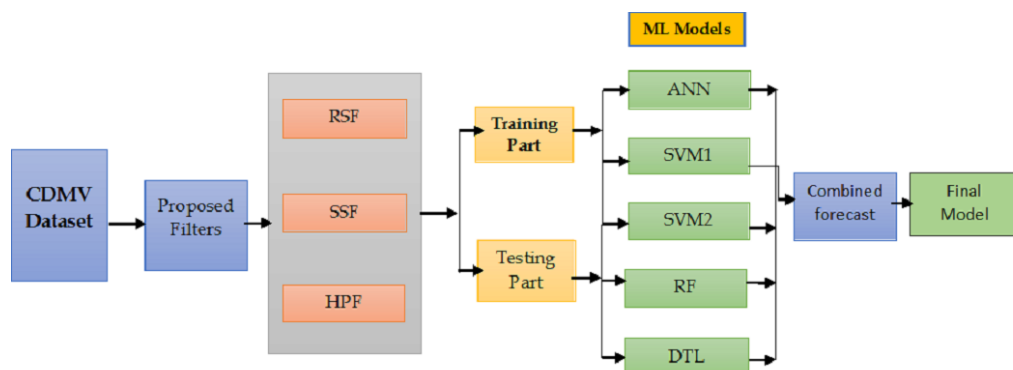 ML Models
CDMV
Dataset
Proposed
Filters
RSF
SSF
HPF
Training
Part
Testing
Part
ANN
SVM1
SVM2
RF
DTL
Combined
forecast
Final
Model